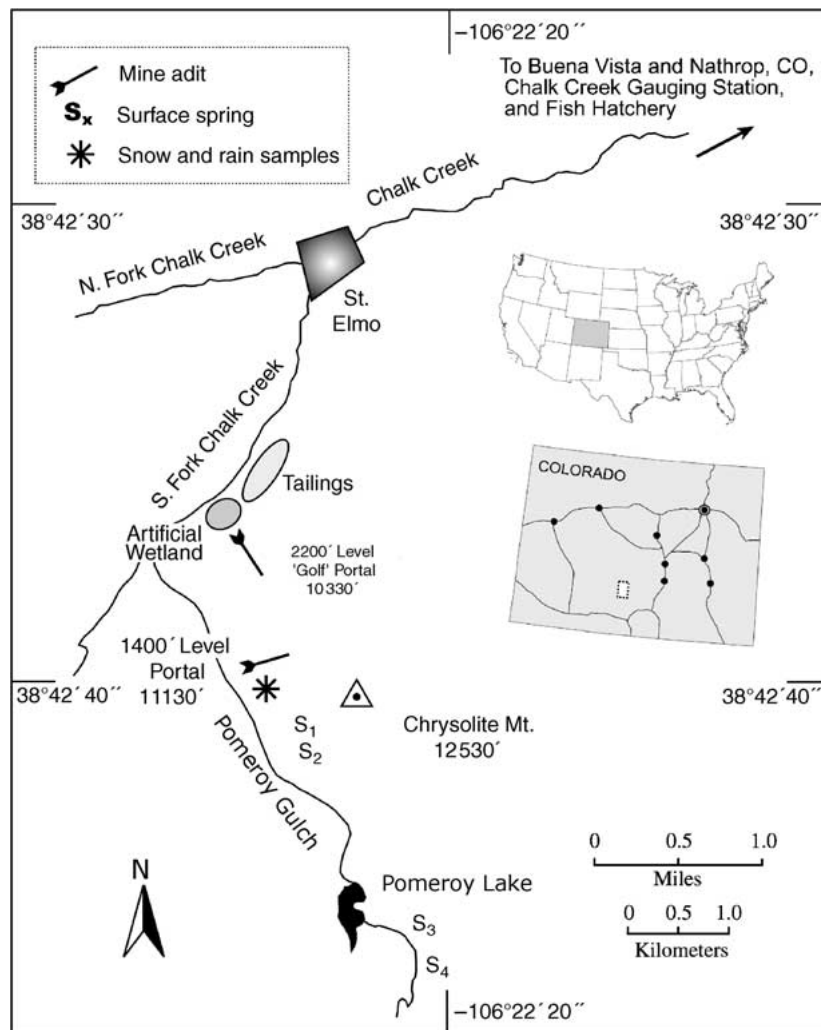 −106°22´20´´
Mine adit
Sx Surface spring
Snow and rain samples
To Buena Vista and Nathrop, CO,
Chalk Creek Gauging Station,
and Fish Hatchery
Chalk Creek
38°42´30´´
38°42´30´´
N. Fork Chalk Creek
St.
Elmo
S. Fork Chalk Creek
COLORADO
Tailings
Artificial
Wetland
2200´ Level
'Golf' Portal
10330´
1400´ Level
Portal
11130´
38°42´40´´
38°42´40´´
S1
S2
Chrysolite Mt.
12530´
Pomeroy Gulch
0 0.5 1.0
Miles
N
Pomeroy Lake
0 0.5 1.0
Kilometers
S3
S4
−106°22´20´´